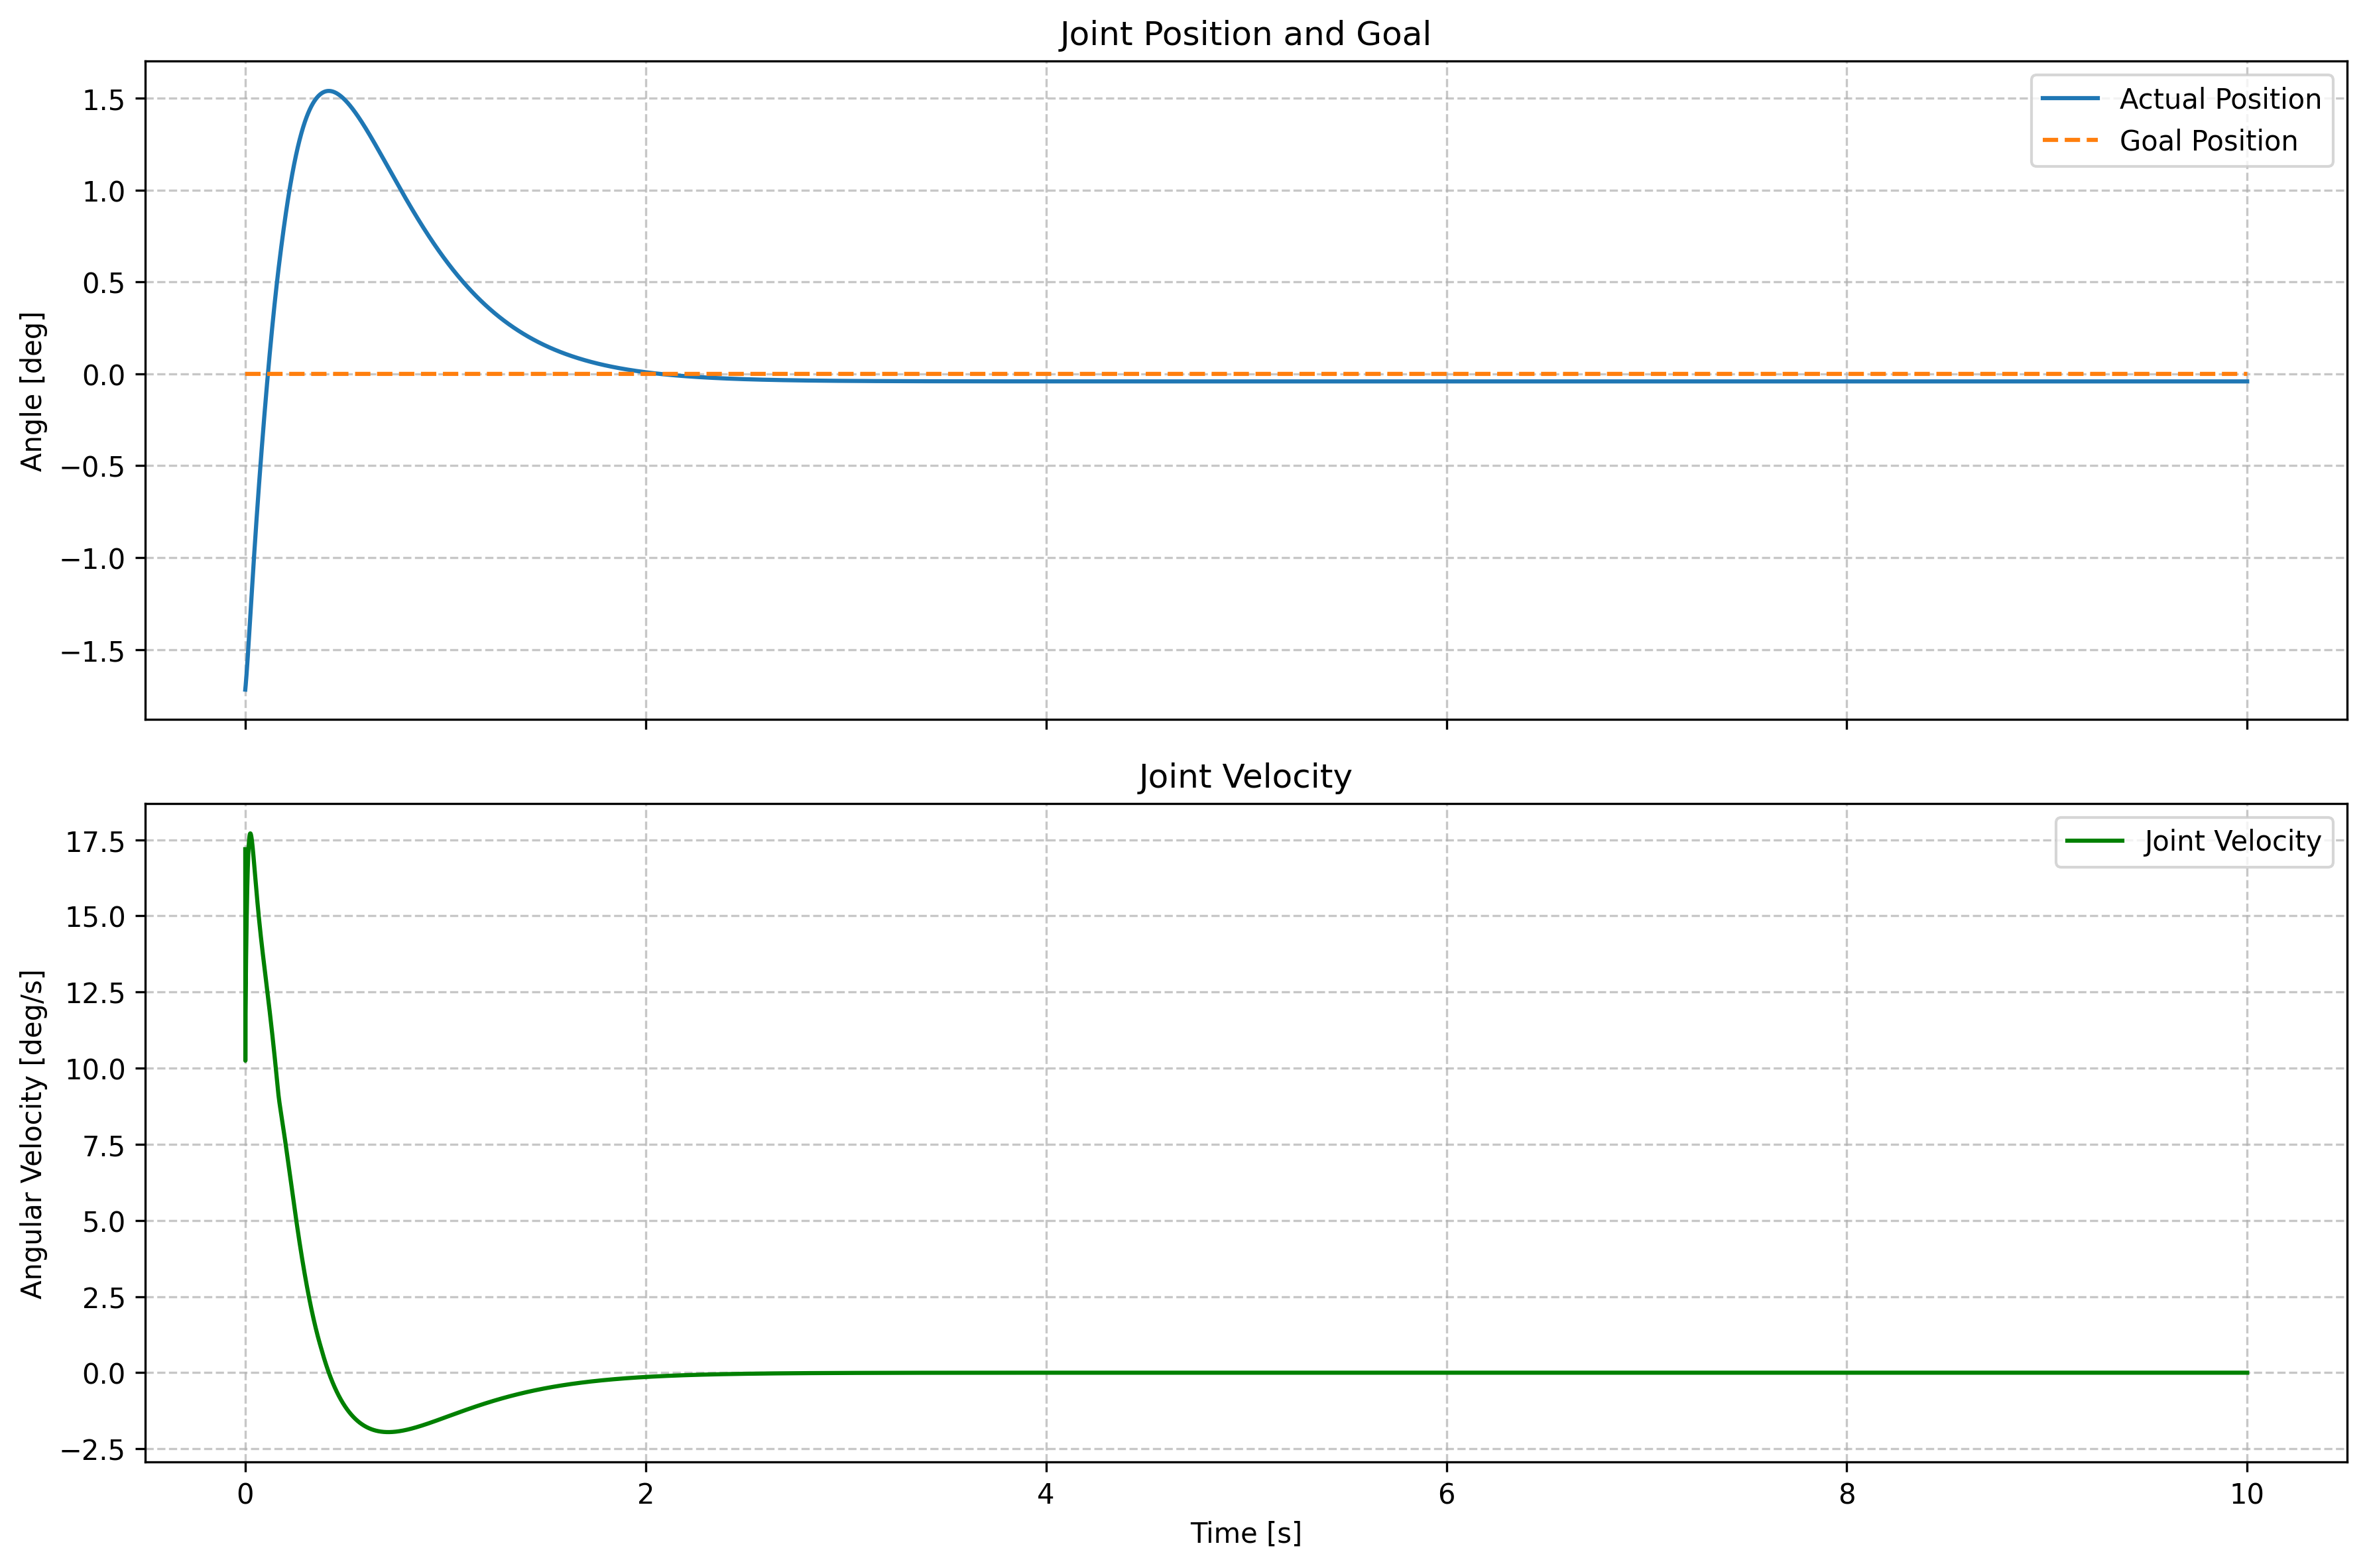 Joint Position and Goal
Actual Position
Goal Position
Angle [deg]
1.5
1.0
0.5
0.0
−0.5
−1.0
−1.5
Joint Velocity
Joint Velocity
Angular Velocity [deg/s]
17.5
15.0
12.5
10.0
7.5
5.0
2.5
0.0
−2.5
0 2 4 6 8 10
Time [s]